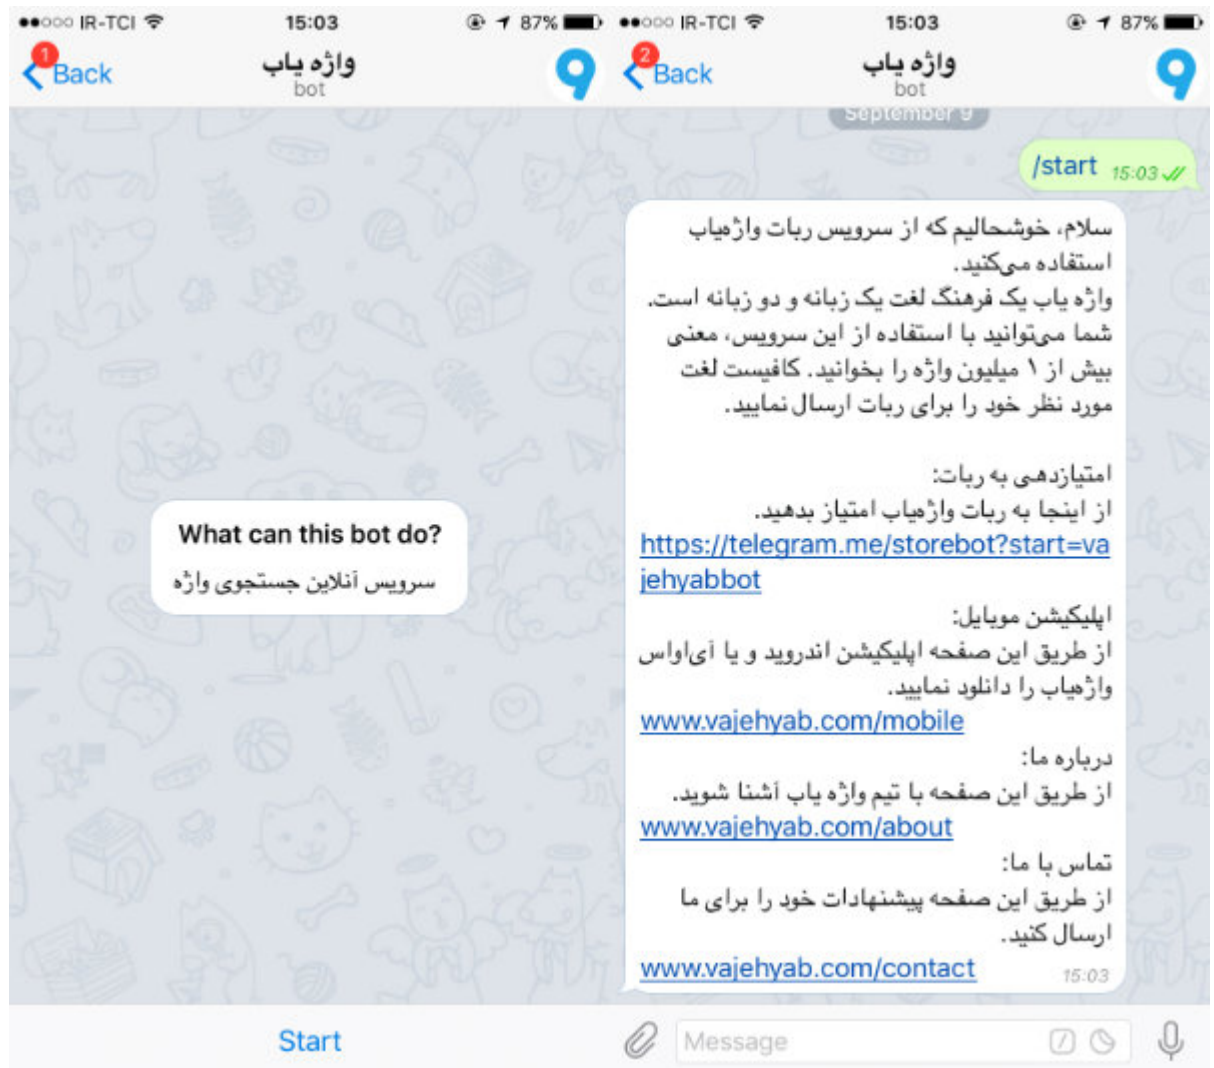 IR-TCI 15:03 87%
1
Back
واژه یاب
bot
What can this bot do?
سرویس آنلاین جستجوی واژه
Start
IR-TCI 15:03 87%
2
Back
واژه یاب
bot
September 9
/start 15:03
سلام، خوشحالیم که از سرویس ربات واژه‌یاب
استفاده می‌کنید.
واژه یاب یک فرهنگ لغت یک زبانه و دو زبانه است.
شما می‌توانید با استفاده از این سرویس، معنی
بیش از ۱ میلیون واژه را بخوانید. کافیست لغت
مورد نظر خود را برای ربات ارسال نمایید.
امتیازدهی به ربات:
از اینجا به ربات واژه‌یاب امتیاز بدهید.
https://telegram.me/storebot?start=va
jehyabbot
اپلیکیشن موبایل:
از طریق این صفحه اپلیکیشن اندروید و یا آی‌اواس
واژه‌یاب را دانلود نمایید.
www.vajehyab.com/mobile
درباره ما:
از طریق این صفحه با تیم واژه یاب آشنا شوید.
www.vajehyab.com/about
تماس با ما:
از طریق این صفحه پیشنهادات خود را برای ما
ارسال کنید.
www.vajehyab.com/contact
15:03
Message